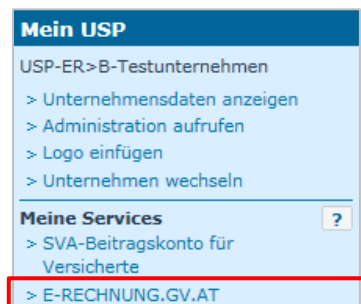 Mein USP
USP-ER>B-Testunternehmen
> Unternehmensdaten anzeigen
> Administration aufrufen
> Logo einfügen
> Unternehmen wechseln
Meine Services ?
> SVA-Beitragskonto für
Versicherte
> E-RECHNUNG.GV.AT